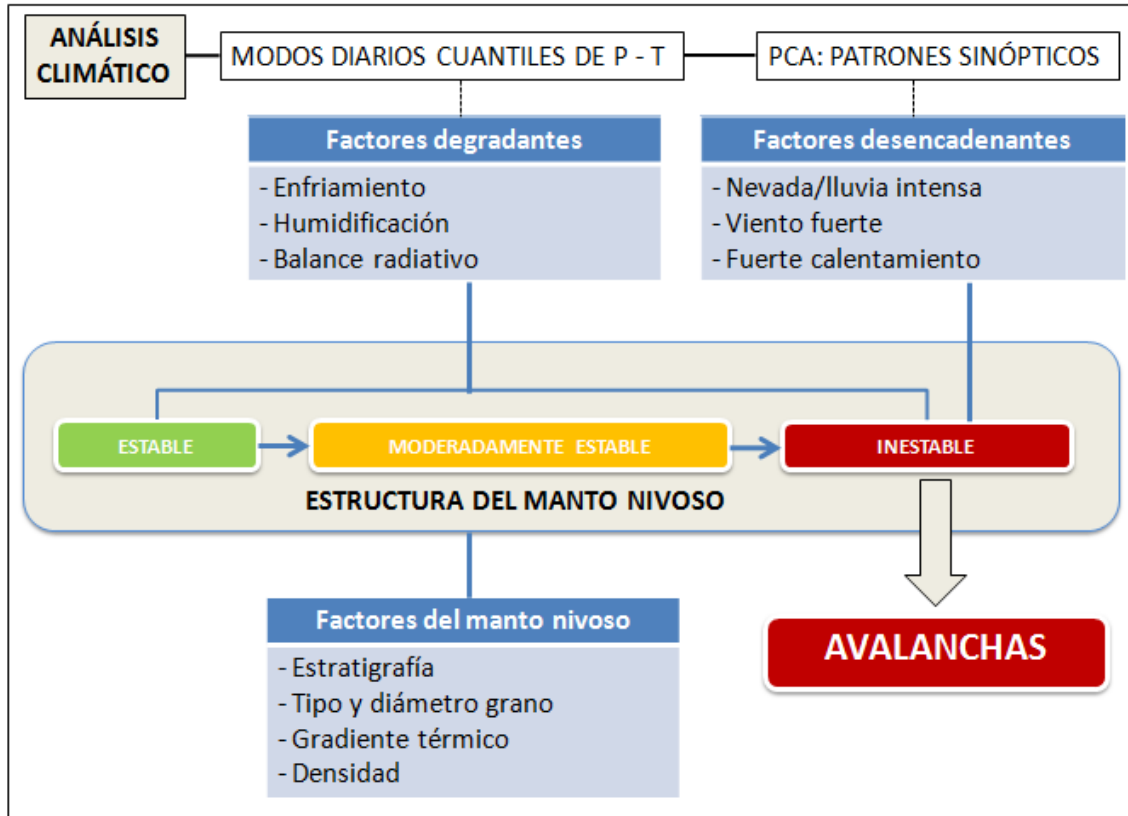 ANÁLISIS
CLIMÁTICO
MODOS DIARIOS CUANTILES DE P - T
PCA: PATRONES SINÓPTICOS
Factores degradantes
- Enfriamiento
- Humidificación
- Balance radiativo
Factores desencadenantes
- Nevada/lluvia intensa
- Viento fuerte
- Fuerte calentamiento
ESTABLE
MODERADAMENTE ESTABLE
INESTABLE
ESTRUCTURA DEL MANTO NIVOSO
Factores del manto nivoso
- Estratigrafía
- Tipo y diámetro grano
- Gradiente térmico
- Densidad
AVALANCHAS